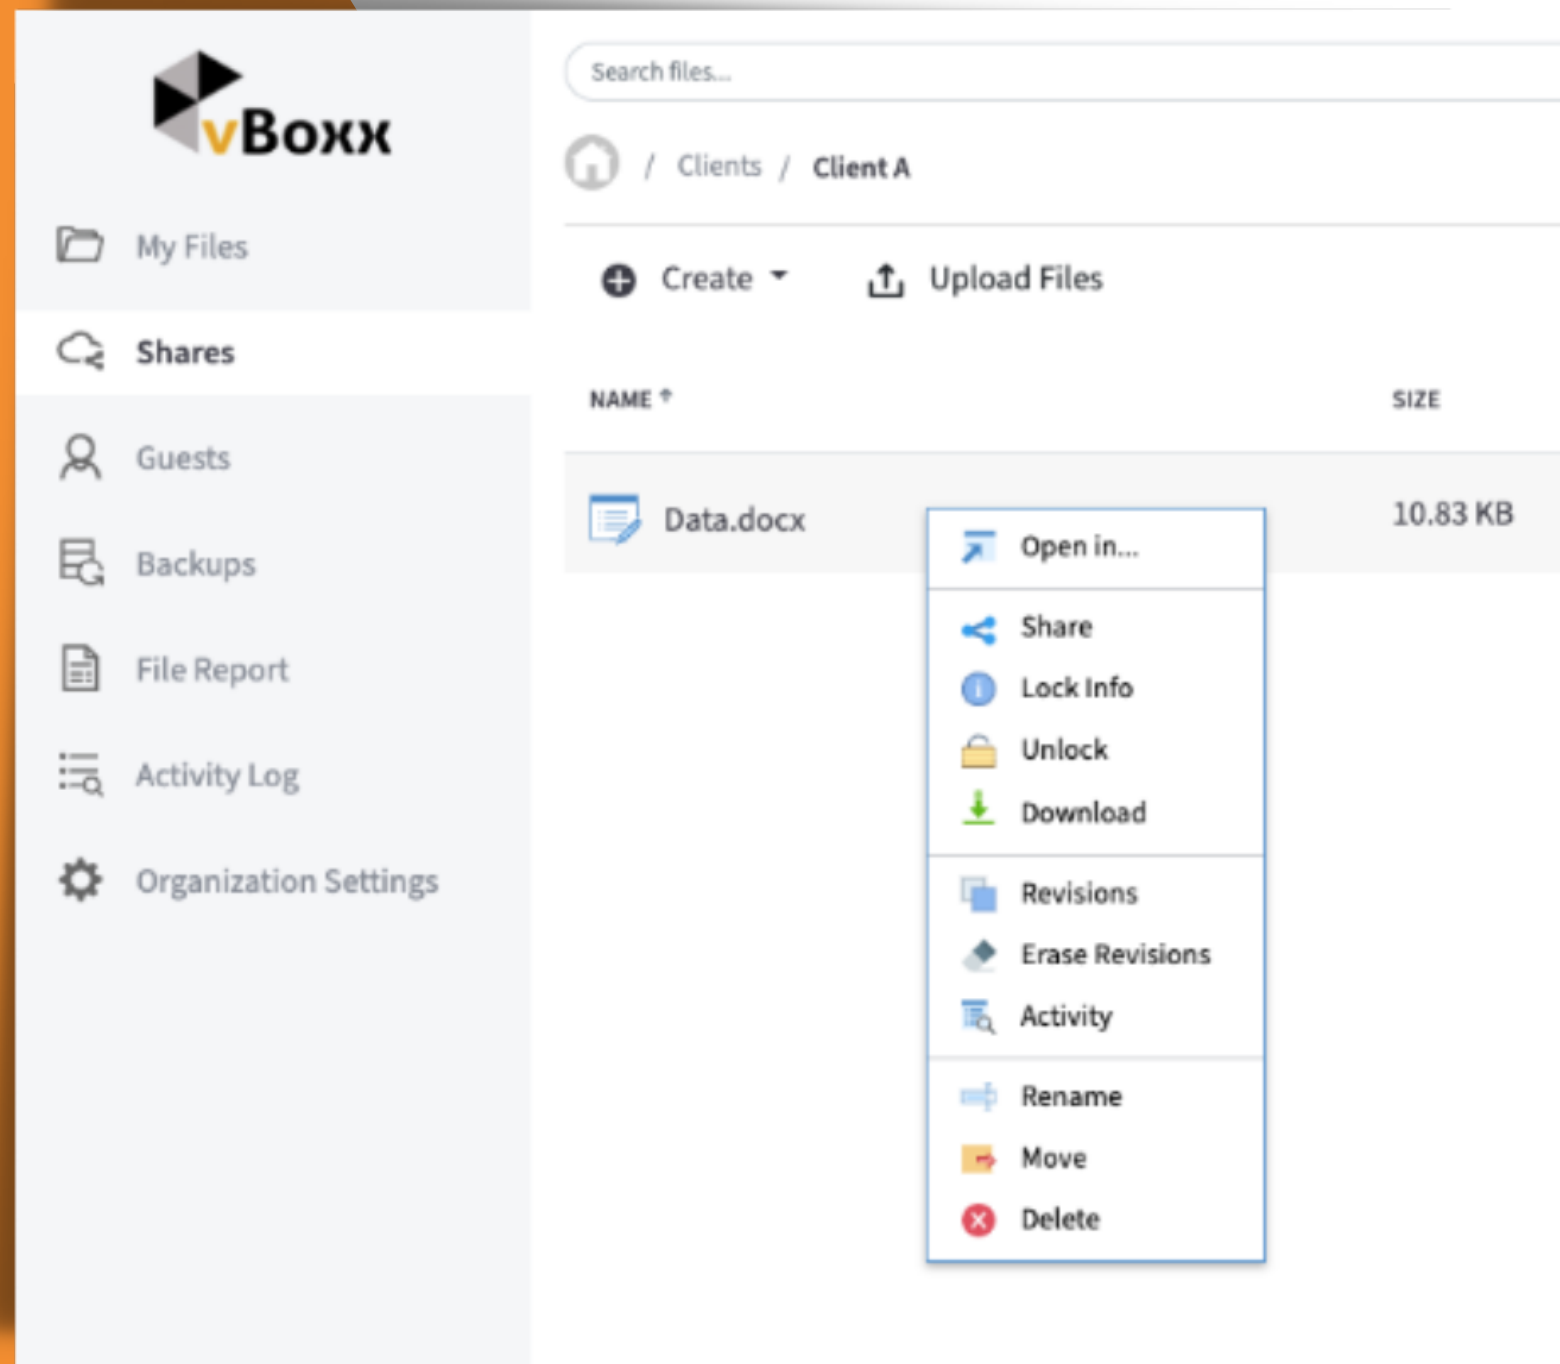 vBoxx
My Files
Shares
Guests
Backups
File Report
Activity Log
Organization Settings
Search files...
/ Clients / Client A
Create
Upload Files
NAME SIZE
Data.docx 10.83 KB
Open in...
Share
Lock Info
Unlock
Download
Revisions
Erase Revisions
Activity
Rename
Move
Delete